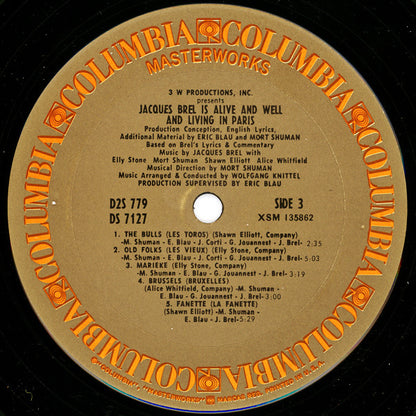 COLUMBIA COLUMBIA COLUMBIA COLUMBIA COLUMBIA COLUMBIA
MASTERWORKS
3 W PRODUCTIONS, INC.
presents
JACQUES BREL IS ALIVE AND WELL
AND LIVING IN PARIS
Production Conception, English Lyrics,
Additional Material by ERIC BLAU and MORT SHUMAN
Based on Brel's Lyrics & Commentary
Music by JACQUES BREL with
Elly Stone Mort Shuman Shawn Elliott Alice Whitfield
Musical Direction by MORT SHUMAN
Music Arranged & Conducted by WOLFGANG KNITTEL
PRODUCTION SUPERVISED BY ERIC BLAU
D2S 779 SIDE 3
DS 7127 XSM 135862
1. THE BULLS (LES TOROS) (Shawn Elliott, Company)
-M. Shuman - E. Blau - J. Corti - G. Jouannest - J. Brel- 2:35
2. OLD FOLKS (LES VIEUX) (Elly Stone, Company)
-M. Shuman - E. Blau - J. Corti - G. Jouannest - J. Brel- 5:03
3. MARIEKE (Elly Stone, Company)
-M. Shuman - E. Blau - G. Jouannest - J. Brel -3:19
4. BRUSSELS (BRUXELLES)
(Alice Whitfield, Company) -M. Shuman -
E. Blau - G. Jouannest - J. Brel -3:00
5. FANETTE (LA FANETTE)
(Shawn Elliott) -M. Shuman -
E. Blau - J. Brel-5:29
® "COLUMBIA", "MASTERWORKS", MARCAS REG. PRINTED IN U.S.A.